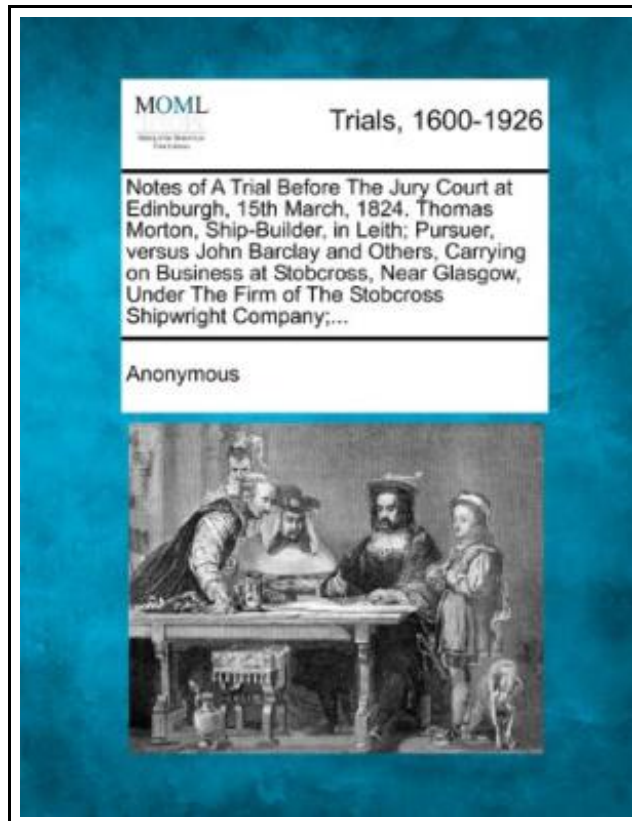 MOML
Trials, 1600-1926
Notes of A Trial Before The Jury Court at
Edinburgh, 15th March, 1824. Thomas
Morton, Ship-Builder, in Leith; Pursuer,
versus John Barclay and Others, Carrying
on Business at Stobcross, Near Glasgow,
Under The Firm of The Stobcross
Shipwright Company;...
Anonymous